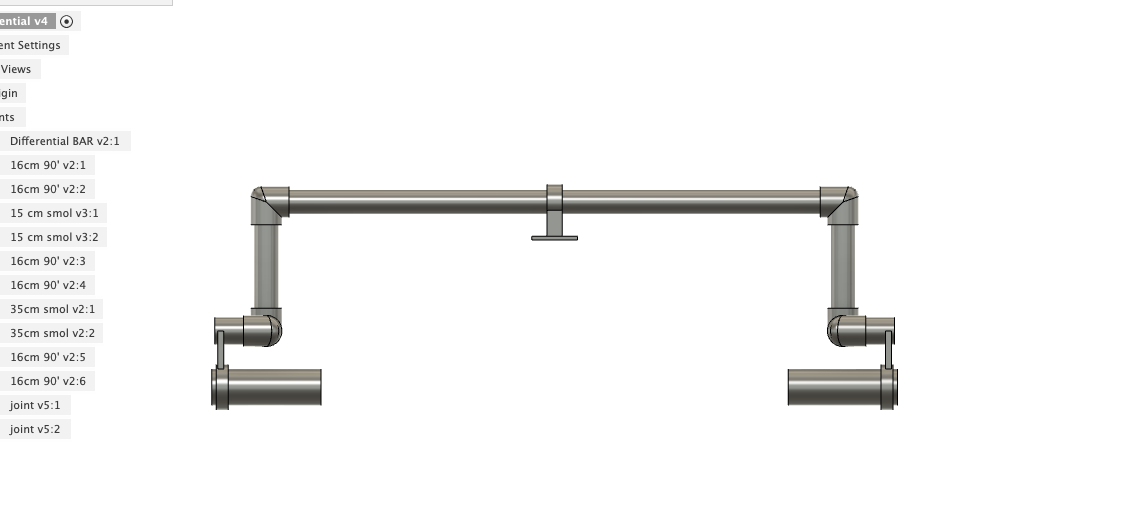 ential v4
ent Settings
Views
igin
nts
Differential BAR v2:1
16cm 90' v2:1
16cm 90' v2:2
15 cm smol v3:1
15 cm smol v3:2
16cm 90' v2:3
16cm 90' v2:4
35cm smol v2:1
35cm smol v2:2
16cm 90' v2:5
16cm 90' v2:6
joint v5:1
joint v5:2